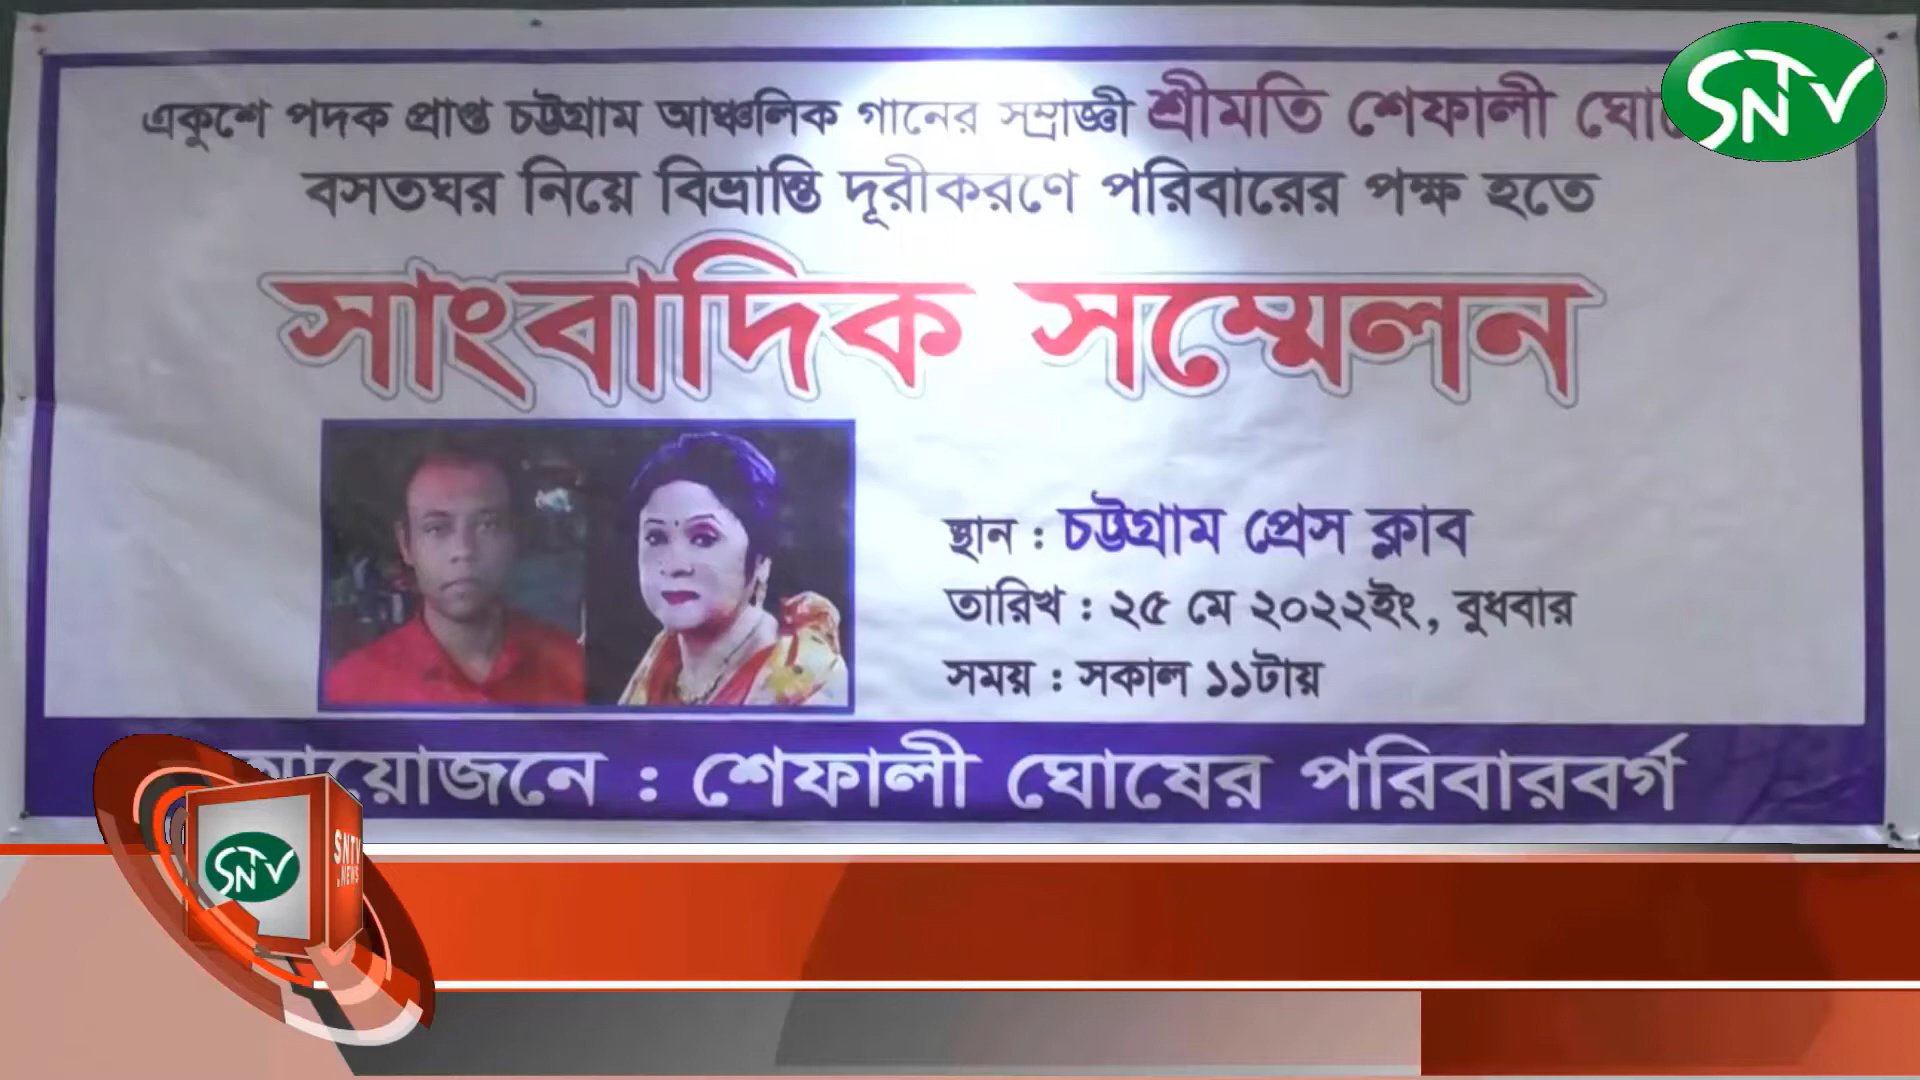 একুশে পদক প্রাপ্ত চট্টগ্রাম আঞ্চলিক গানের সম্রাজ্ঞী শ্রীমতি শেফালী
বসতঘর নিয়ে বিভ্রান্তি দূরীকরণে পরিবারের পক্ষ হতে
সাংবাদিক সম্মেলন
স্থান : চট্টগ্রাম প্রেস ক্লাব
তারিখ : ২৫ মে ২০২২ইং, বুধবার
সময় : সকাল ১১টায়
আয়োজনে : শেফালী ঘোষের পরিবারবর্গ
SNTV
SNTV
SNTV
.NEWS